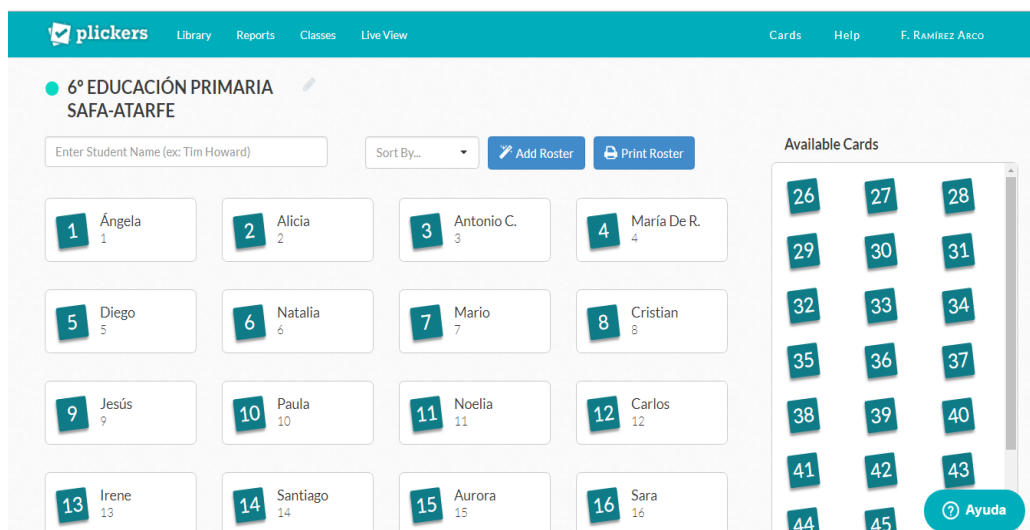 plickers Library Reports Classes Live View Cards Help F. Ramírez Arco
6º EDUCACIÓN PRIMARIA
SAFA-ATARFE
Enter Student Name (ex: Tim Howard) Sort By... Add Roster Print Roster
Available Cards
26 27 28
1 Ángela 2 Alicia 3 Antonio C. 4 María De R.
1 2 3 4
29 30 31
5 Diego 6 Natalia 7 Mario 8 Cristian
5 6 7 8
32 33 34
35 36 37
9 Jesús 10 Paula 11 Noelia 12 Carlos
9 10 11 12
38 39 40
41 42 43
13 Irene 14 Santiago 15 Aurora 16 Sara
13 14 15 16
44 45
Ayuda